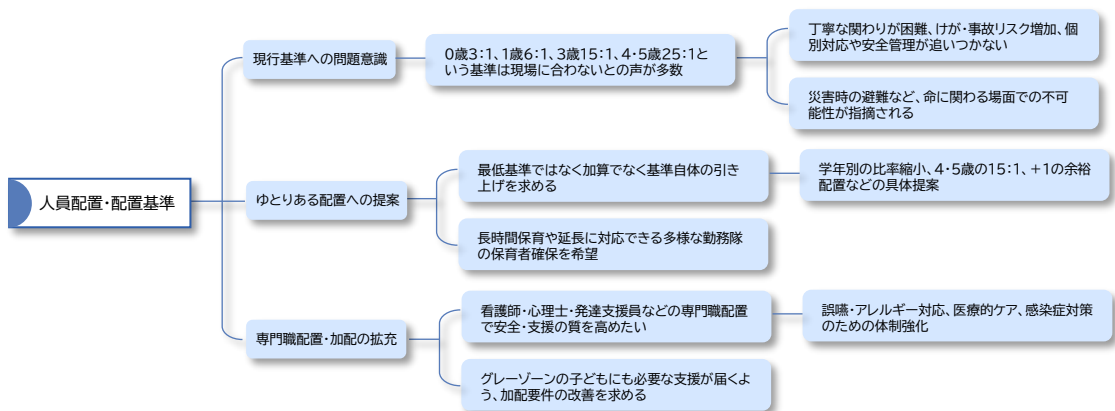 人員配置・配置基準
現行基準への問題意識
0歳3：1、1歳6：1、3歳15：1、4・5歳25：1と
いう基準は現場に合わないとの声が多数
丁寧な関わりが困難、けが・事故リスク増加、個
別対応や安全管理が追いつかない
災害時の避難など、命に関わる場面での不可
能性が指摘される
ゆとりある配置への提案
最低基準ではなく加算でなく基準自体の引き
上げを求める
学年別の比率縮小、4・5歳の15：1、+1の余裕
配置などの具体提案
長時間保育や延長に対応できる多様な勤務隊
の保育者確保を希望
専門職配置・加配の拡充
看護師・心理士・発達支援員などの専門職配置
で安全・支援の質を高めたい
誤嚥・アレルギー対応、医療的ケア、感染症対策
のための体制強化
グレーゾーンの子どもにも必要な支援が届くよ
う、加配要件の改善を求める